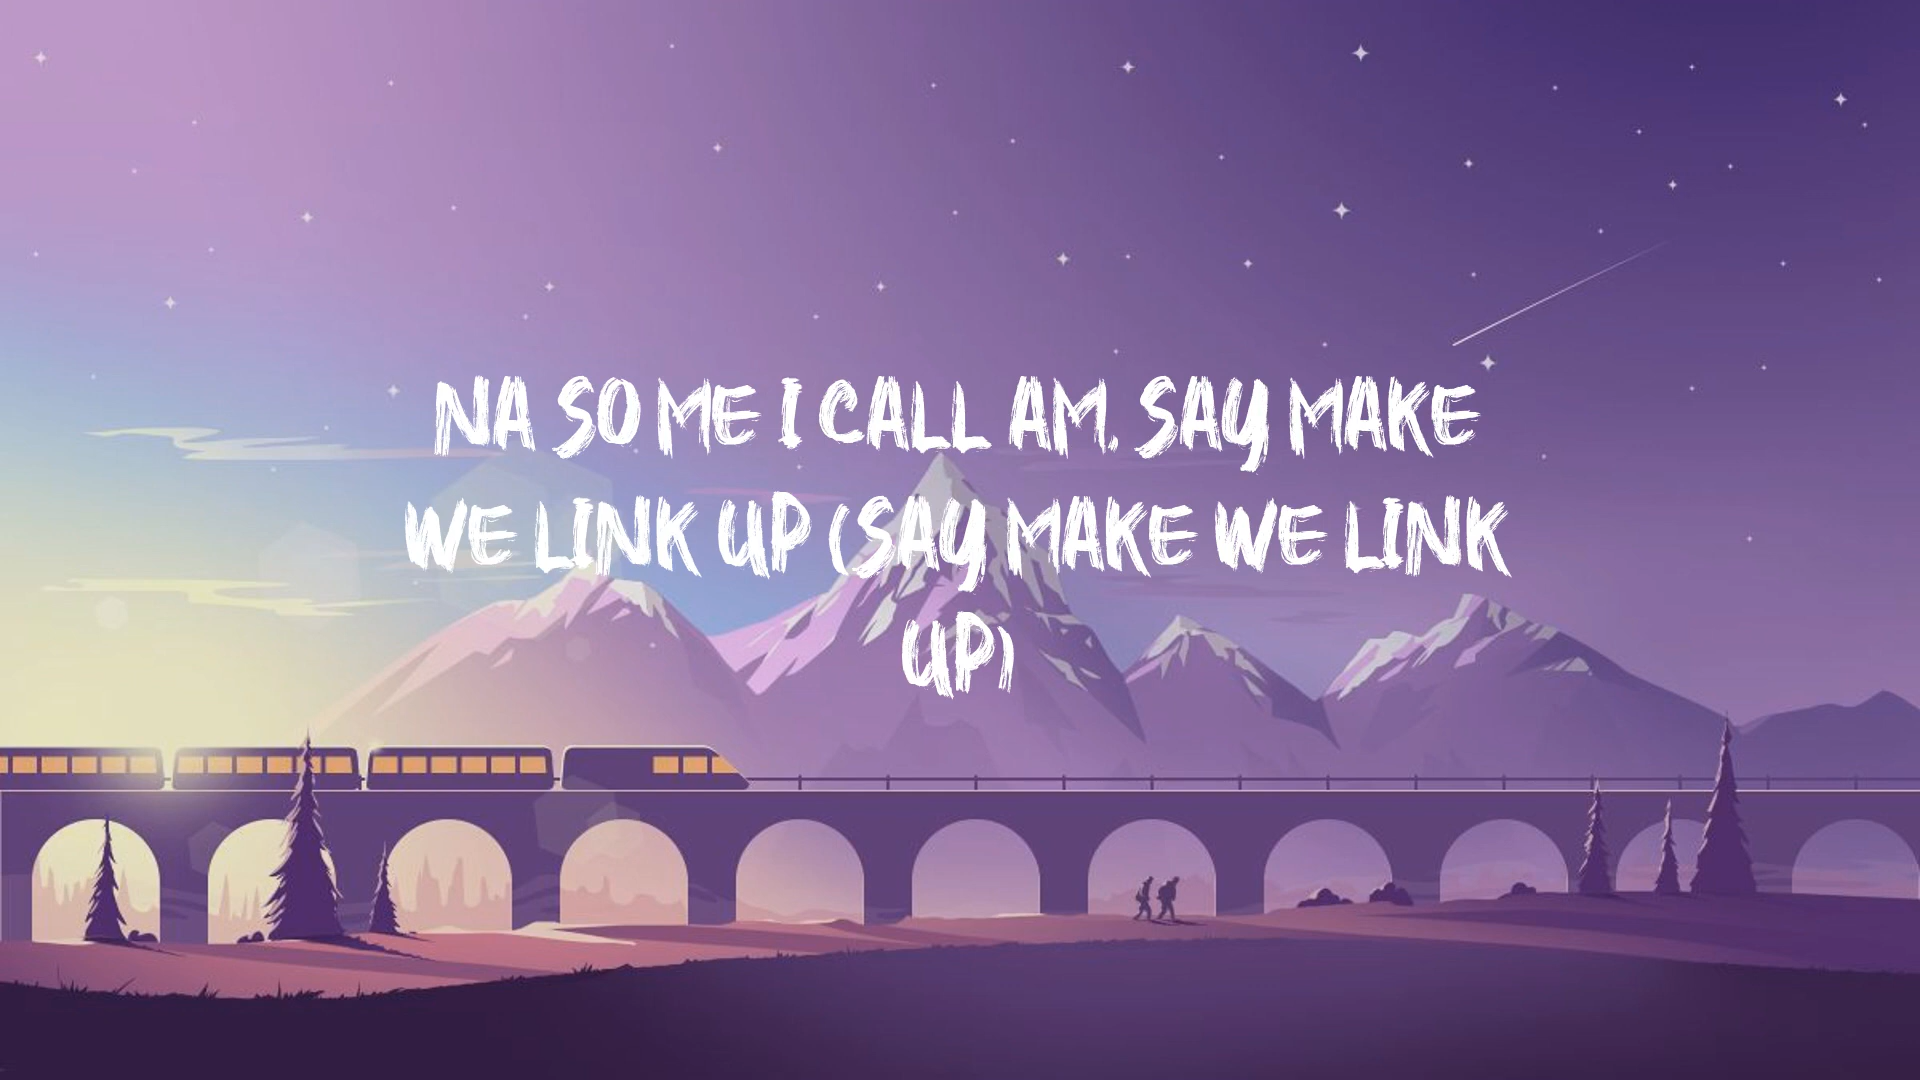 NA SO ME I CALL AM, SAY MAKE
WE LINK UP (SAY MAKE WE LINK
UP)